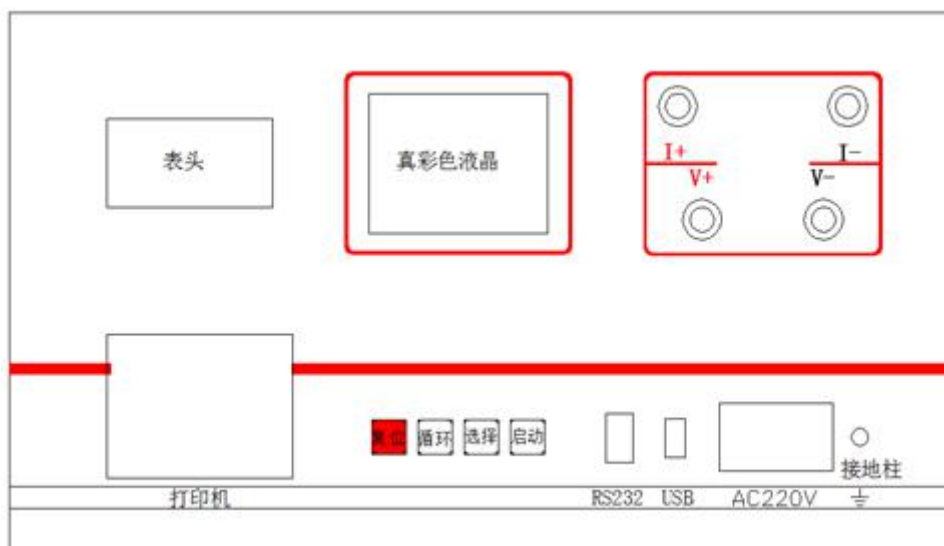 表头
真彩色液晶
I+
I-
V+
V-
复位
循环
选择
启动
接地柱
打印机
RS232
USB
AC220V